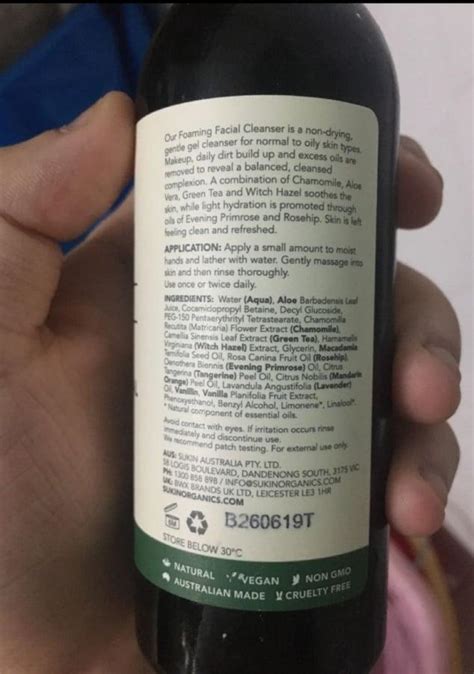 Our Foaming Facial Cleanser is a non-drying,
gentle gel cleanser for normal to oily skin types.
Makeup, daily dirt build up and excess oils are
removed to reveal a balanced, cleansed
complexion. A combination of Chamomile, Aloe
Vera, Green Tea and Witch Hazel soothes the
skin, while light hydration is promoted through
oils of Evening Primrose and Rosehip. Skin is left
feeling clean and refreshed.
APPLICATION: Apply a small amount to moist
hands and lather with water. Gently massage into
skin and then rinse thoroughly.
Use once or twice daily.
INGREDIENTS: Water (Aqua), Aloe Barbadensis Leaf
Juice, Cocamidopropyl Betaine, Decyl Glucoside,
PEG-150 Pentaerythrityl Tetrastearate, Chamomilla
Recutita (Matricaria) Flower Extract (Chamomile),
Camellia Sinensis Leaf Extract (Green Tea), Hamamelis
Virginiana (Witch Hazel) Extract, Glycerin, Macadamia
Ternifolia Seed Oil, Rosa Canina Fruit Oil (Rosehip),
Oenothera Biennis (Evening Primrose) Oil, Citrus
Tangerina (Tangerine) Peel Oil, Citrus Nobilis (Mandarin
Orange) Peel Oil, Lavandula Angustifolia (Lavender)
Oil, Vanillin, Vanilla Planifolia Fruit Extract,
Phenoxyethanol, Benzyl Alcohol, Limonene*, Linalool*.
* Natural component of essential oils.
Avoid contact with eyes. If irritation occurs rinse
immediately and discontinue use.
We recommend patch testing. For external use only.
AUS: SUKIN AUSTRALIA PTY. LTD.
58 LOGIS BOULEVARD, DANDENONG SOUTH, 3175 VIC
PH: 1300 858 898 / INFO@SUKINORGANICS.COM
UK: BWX BRANDS UK LTD, LEICESTER LE3 1HR
SUKINORGANICS.COM
6M B260619T
STORE BELOW 30°C
NATURAL VEGAN NON GMO
AUSTRALIAN MADE CRUELTY FREE